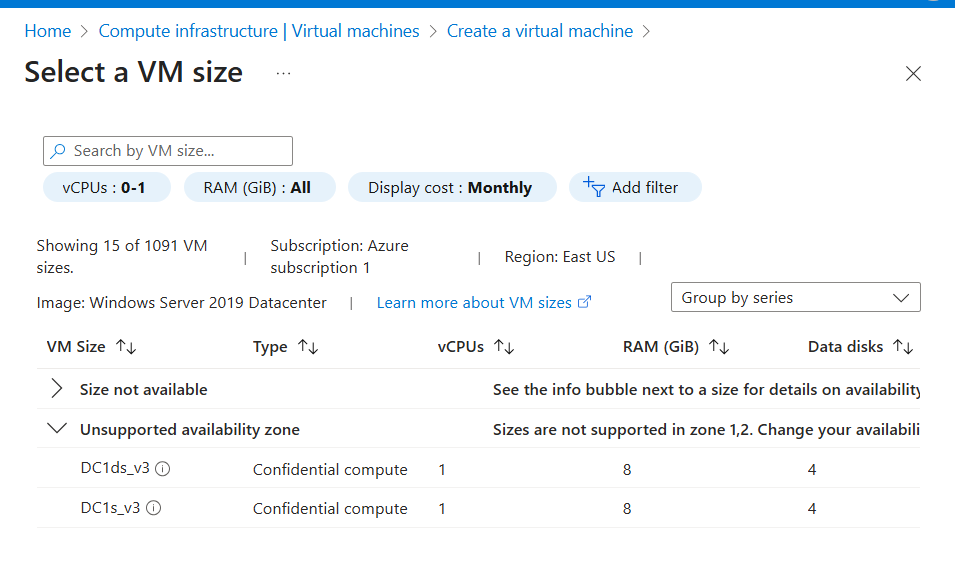 Home > Compute infrastructure | Virtual machines > Create a virtual machine >
Select a VM size ...
Search by VM size...
vCPUs : 0-1 RAM (GiB) : All Display cost : Monthly Add filter
Showing 15 of 1091 VM sizes. | Subscription: Azure subscription 1 | Region: East US |
Image: Windows Server 2019 Datacenter | Learn more about VM sizes Group by series
VM Size Type vCPUs RAM (GiB) Data disks
Size not available See the info bubble next to a size for details on availability
Unsupported availability zone Sizes are not supported in zone 1,2. Change your availabili
DC1ds_v3 Confidential compute 1 8 4
DC1s_v3 Confidential compute 1 8 4